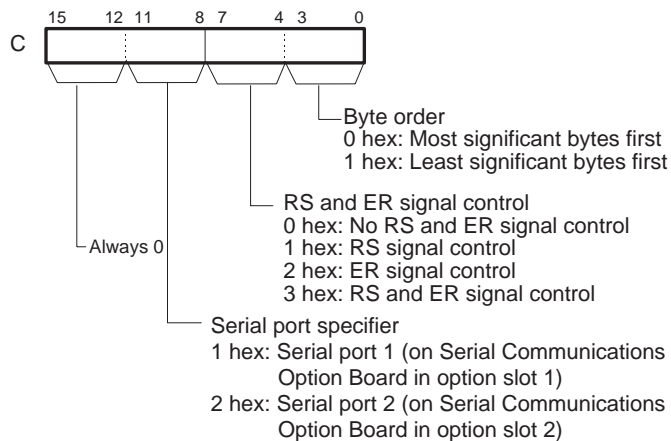 15 12 11 8 7 4 3 0
C
Byte order
0 hex: Most significant bytes first
1 hex: Least significant bytes first
RS and ER signal control
0 hex: No RS and ER signal control
1 hex: RS signal control
2 hex: ER signal control
3 hex: RS and ER signal control
Always 0
Serial port specifier
1 hex: Serial port 1 (on Serial Communications
Option Board in option slot 1)
2 hex: Serial port 2 (on Serial Communications
Option Board in option slot 2)